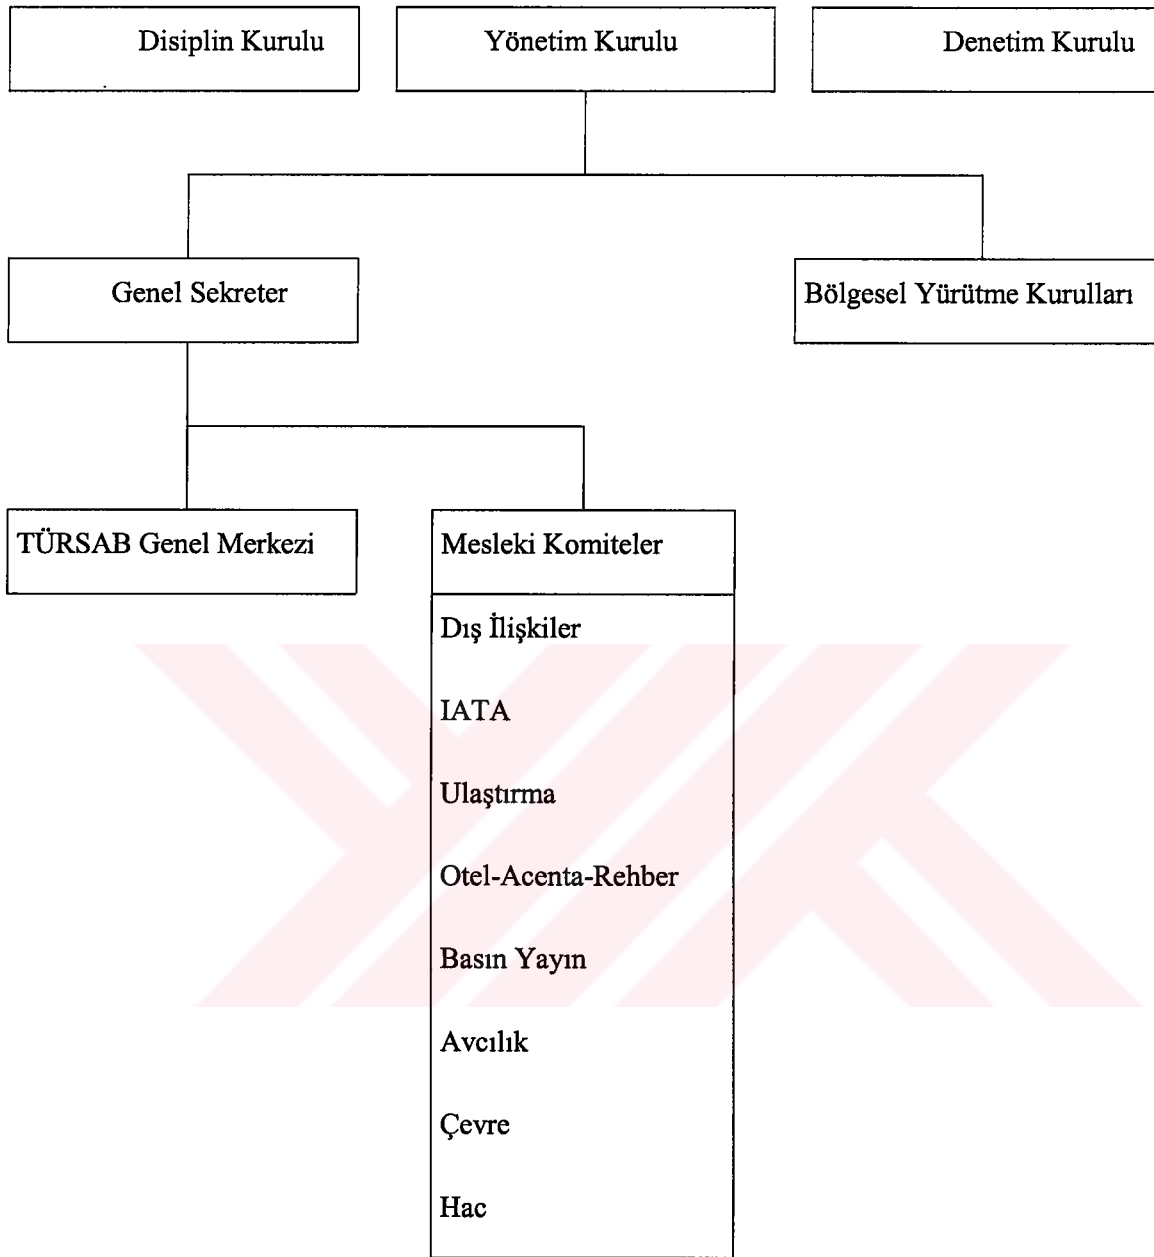 Disiplin Kurulu
Yönetim Kurulu
Denetim Kurulu
Genel Sekreter
Bölgesel Yürütme Kurulları
TÜRSAB Genel Merkezi
Mesleki Komiteler
Dış İlişkiler
IATA
Ulaştırma
Otel-Acenta-Rehber
Basın Yayın
Avcılık
Çevre
Hac